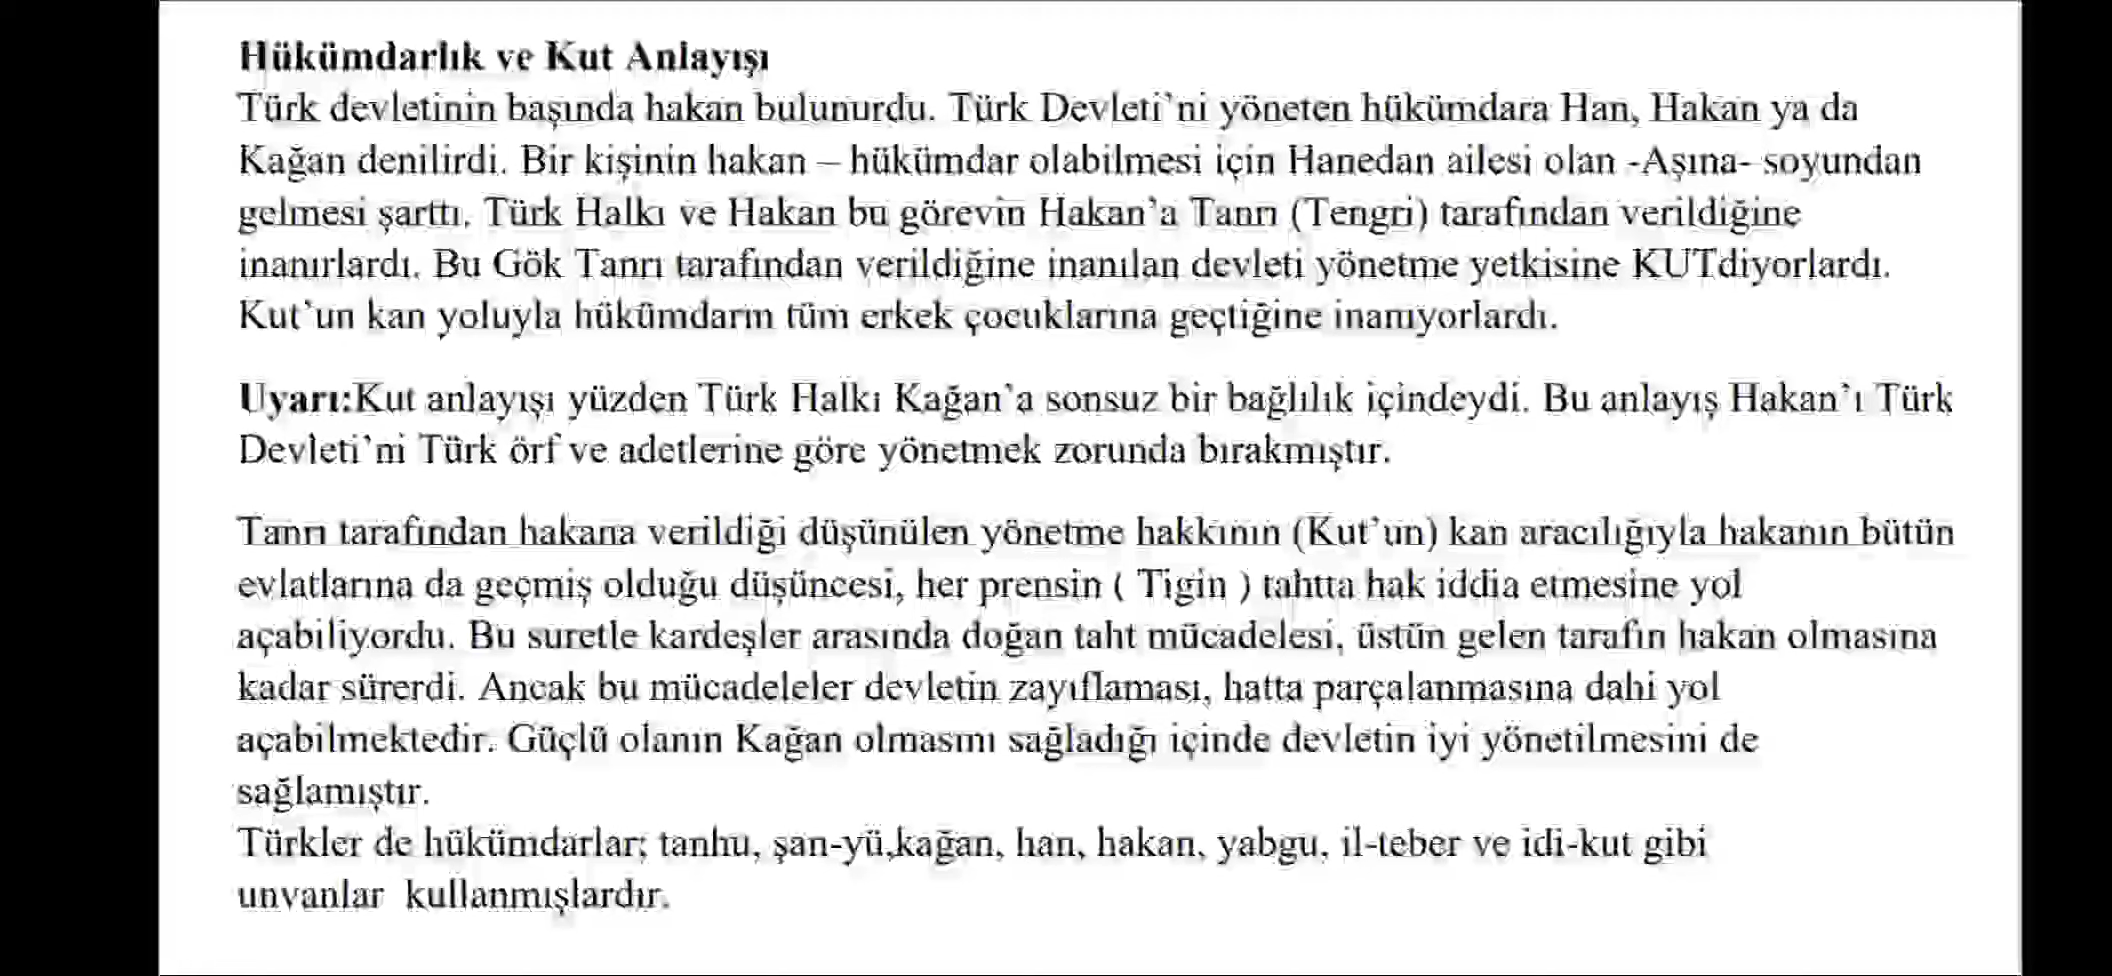 Hükümdarlık ve Kut Anlayışı
Türk devletinin başında hakan bulunurdu. Türk Devleti'ni yöneten hükümdara Han, Hakan ya da
Kağan denilirdi. Bir kişinin hakan – hükümdar olabilmesi için Hanedan ailesi olan -Aşına- soyundan
gelmesi şarttı. Türk Halkı ve Hakan bu görevin Hakan'a Tanrı (Tengri) tarafından verildiğine
inanırlardı. Bu Gök Tanrı tarafından verildiğine inanılan devleti yönetme yetkisine KUTdiyorlardı.
Kut'un kan yoluyla hükümdarın tüm erkek çocuklarına geçtiğine inanıyorlardı.
Uyarı:Kut anlayışı yüzden Türk Halkı Kağan'a sonsuz bir bağlılık içindeydi. Bu anlayış Hakan'ı Türk
Devleti'ni Türk örf ve adetlerine göre yönetmek zorunda bırakmıştır.
Tanrı tarafından hakana verildiği düşünülen yönetme hakkının (Kut'un) kan aracılığıyla hakanın bütün
evlatlarına da geçmiş olduğu düşüncesi, her prensin ( Tigin ) tahtta hak iddia etmesine yol
açabiliyordu. Bu suretle kardeşler arasında doğan taht mücadelesi, üstün gelen tarafın hakan olmasına
kadar sürerdi. Ancak bu mücadeleler devletin zayıflaması, hatta parçalanmasına dahi yol
açabilmektedir. Güçlü olanın Kağan olmasını sağladığı içinde devletin iyi yönetilmesini de
sağlamıştır.
Türkler de hükümdarlar; tanhu, şan-yü,kağan, han, hakan, yabgu, il-teber ve idi-kut gibi
unvanlar kullanmışlardır.